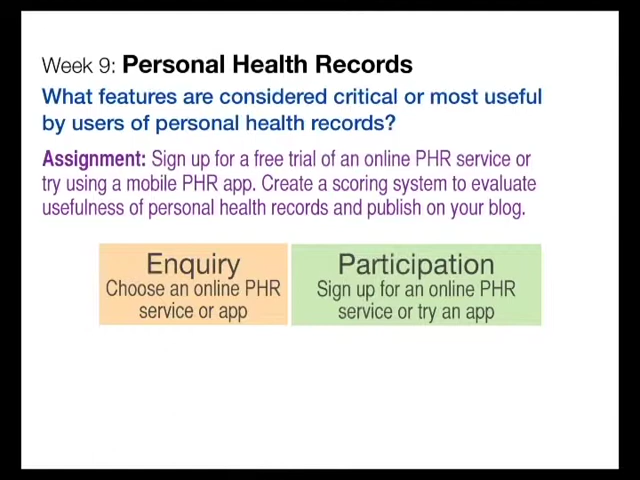 Week 9: Personal Health Records
What features are considered critical or most useful
by users of personal health records?
Assignment: Sign up for a free trial of an online PHR service or
try using a mobile PHR app. Create a scoring system to evaluate
usefulness of personal health records and publish on your blog.
Enquiry
Choose an online PHR
service or app
Participation
Sign up for an online PHR
service or try an app